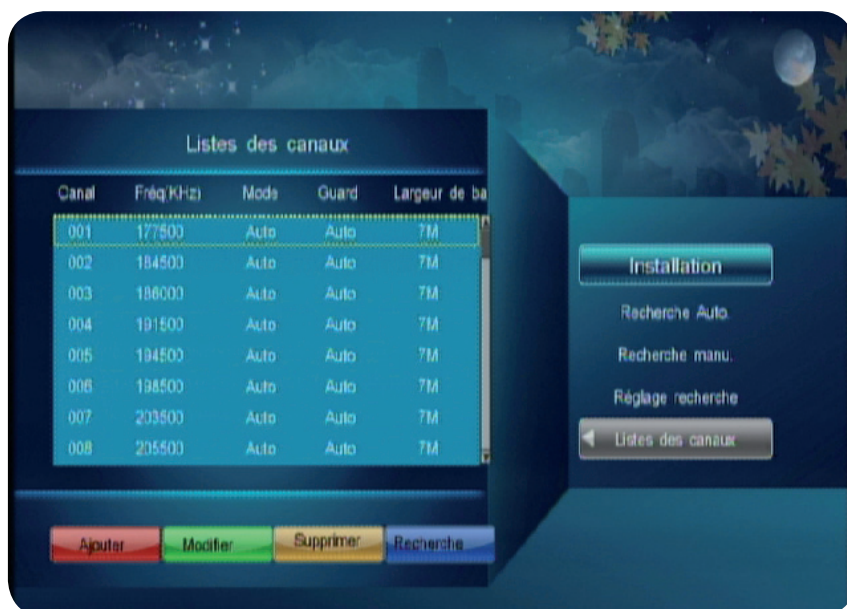 Listes des canaux
Canal Fréq(KHz) Mode Guard Largeur de ba
001 177500 Auto Auto 7M
002 184500 Auto Auto 7M
003 186000 Auto Auto 7M
004 191500 Auto Auto 7M
005 194500 Auto Auto 7M
006 198500 Auto Auto 7M
007 203500 Auto Auto 7M
008 205500 Auto Auto 7M
Ajouter Modifier Supprimer Recherche
Installation
Recherche Auto.
Recherche manu.
Réglage recherche
Listes des canaux